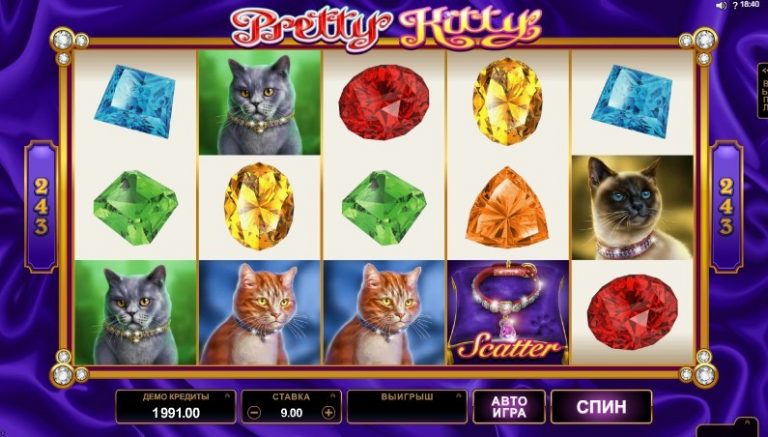 Pretty Kitty
? 18:40
243
243
Scatter
ДЕМО КРЕДИТЫ
1991.00
СТАВКА
9.00
ВЫИГРЫШ
АВТО
ИГРА
СПИН